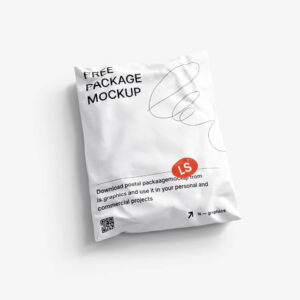 FREE
PACKAGE
MOCKUP
LS
Download postal packaagemockup from
ls.graphics and use it in your personal and
commercial projects
ls — graphics